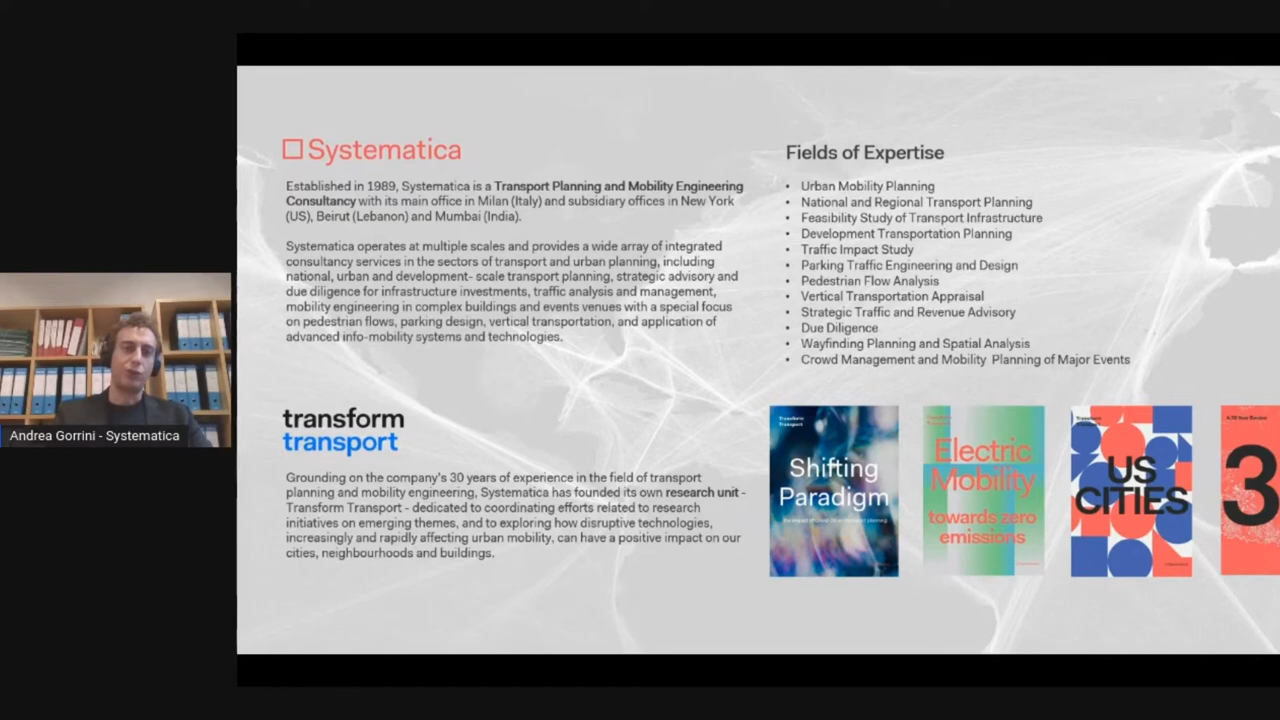 Systematica
Established in 1989, Systematica is a Transport Planning and Mobility Engineering
Consultancy with its main office in Milan (Italy) and subsidiary offices in New York
(US), Beirut (Lebanon) and Mumbai (India).
Systematica operates at multiple scales and provides a wide array of integrated
consultancy services in the sectors of transport and urban planning, including
national, urban and development- scale transport planning, strategic advisory and
due diligence for infrastructure investments, traffic analysis and management,
mobility engineering in complex buildings and events venues with a special focus
on pedestrian flows, parking design, vertical transportation, and application of
advanced info-mobility systems and technologies.
Fields of Expertise
• Urban Mobility Planning
• National and Regional Transport Planning
• Feasibility Study of Transport Infrastructure
• Development Transportation Planning
• Traffic Impact Study
• Parking Traffic Engineering and Design
• Pedestrian Flow Analysis
• Vertical Transportation Appraisal
• Strategic Traffic and Revenue Advisory
• Due Diligence
• Wayfinding Planning and Spatial Analysis
• Crowd Management and Mobility Planning of Major Events
Andrea Gorrini - Systematica
transform
transport
Grounding on the company's 30 years of experience in the field of transport
planning and mobility engineering, Systematica has founded its own research unit -
Transform Transport - dedicated to coordinating efforts related to research
initiatives on emerging themes, and to exploring how disruptive technologies,
increasingly and rapidly affecting urban mobility, can have a positive impact on our
cities, neighbourhoods and buildings.
Transform
Transport
Shifting
Paradigm
Electric
Mobility
towards zero
emissions
Transform
Transport
US
CITIES
3